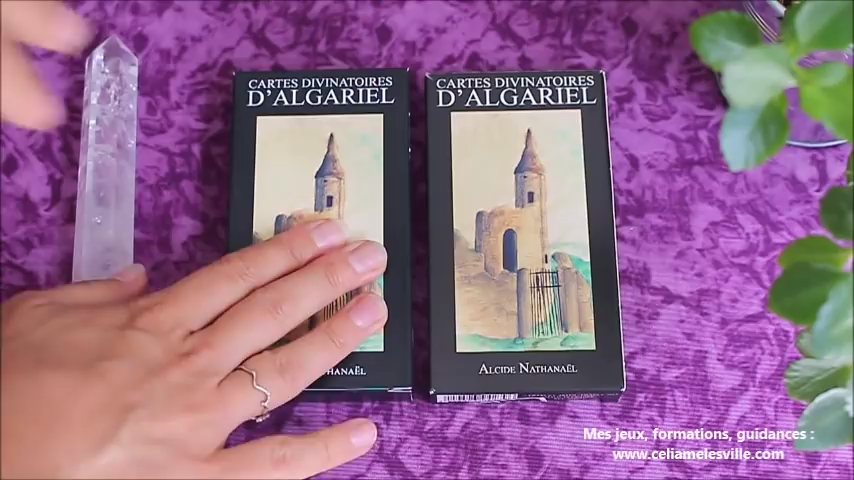 CARTES DIVINATOIRES
D'ALGARIEL
CARTES DIVINATOIRES
D'ALGARIEL
ALCIDE NATHANAËL
Mes jeux, formations, guidances :
www.celiamelesville.com